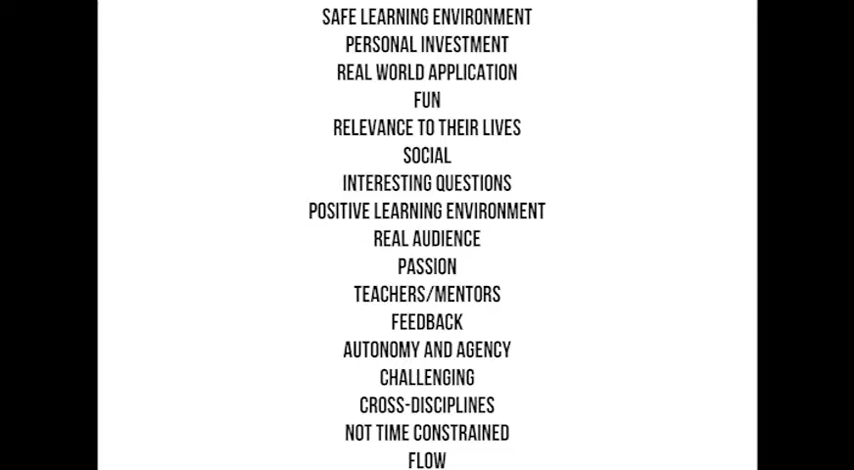 SAFE LEARNING ENVIRONMENT
PERSONAL INVESTMENT
REAL WORLD APPLICATION
FUN
RELEVANCE TO THEIR LIVES
SOCIAL
INTERESTING QUESTIONS
POSITIVE LEARNING ENVIRONMENT
REAL AUDIENCE
PASSION
TEACHERS/MENTORS
FEEDBACK
AUTONOMY AND AGENCY
CHALLENGING
CROSS-DISCIPLINES
NOT TIME CONSTRAINED
FLOW